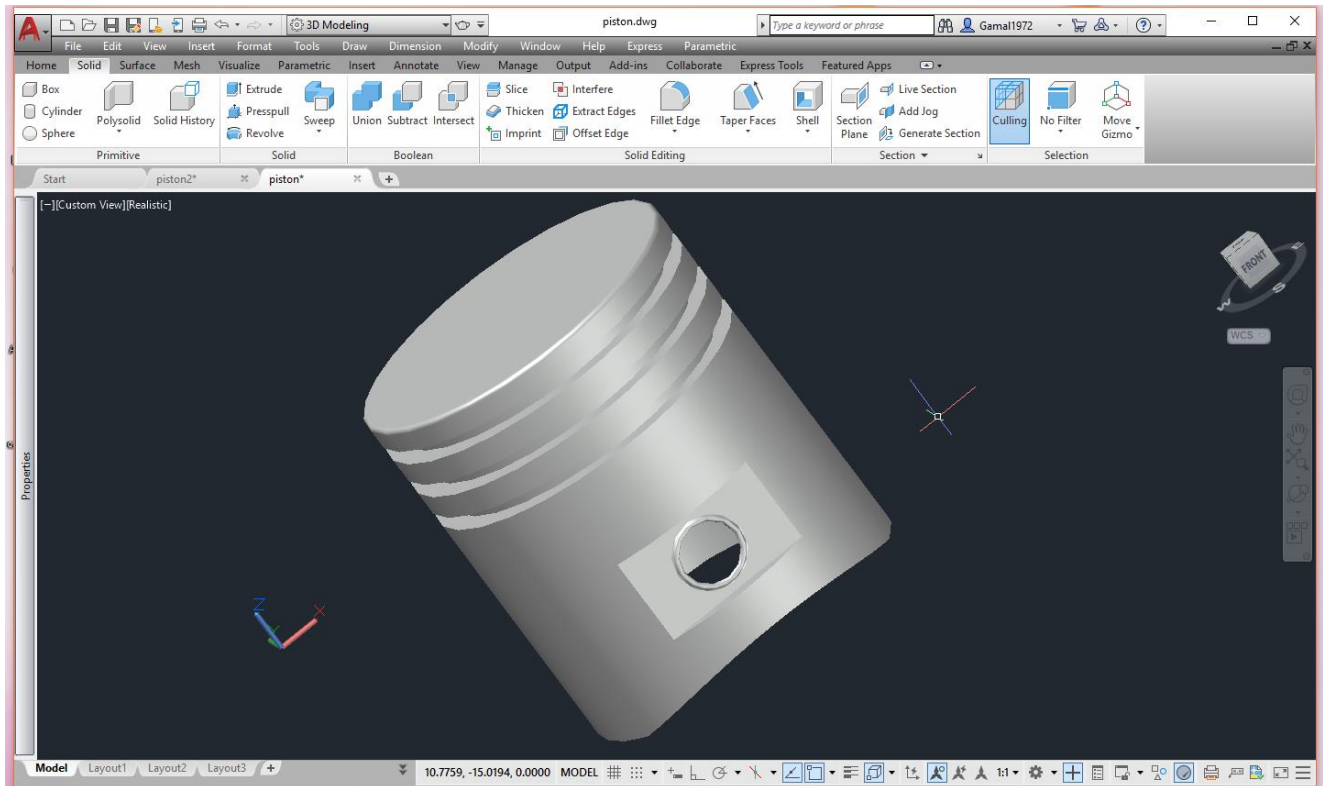 A 3D Modeling piston.dwg Type a keyword or phrase Gamal1972 ?
File Edit View Insert Format Tools Draw Dimension Modify Window Help Express Parametric
Home Solid Surface Mesh Visualize Parametric Insert Annotate View Manage Output Add-ins Collaborate Express Tools Featured Apps
Box Extrude Slice Interfere Live Section
Cylinder Polysolid Solid History Presspull Sweep Union Subtract Intersect Thicken Extract Edges Fillet Edge Taper Faces Shell Section Plane Add Jog Culling No Filter Move Gizmo
Sphere Revolve Imprint Offset Edge Generate Section
Primitive Solid Boolean Solid Editing Section Selection
Start piston2* piston* +
[−][Custom View][Realistic]
FRONT
W S E
WCS
Properties
Z X Y
Model Layout1 Layout2 Layout3 + 10.7759, -15.0194, 0.0000 MODEL 1:1